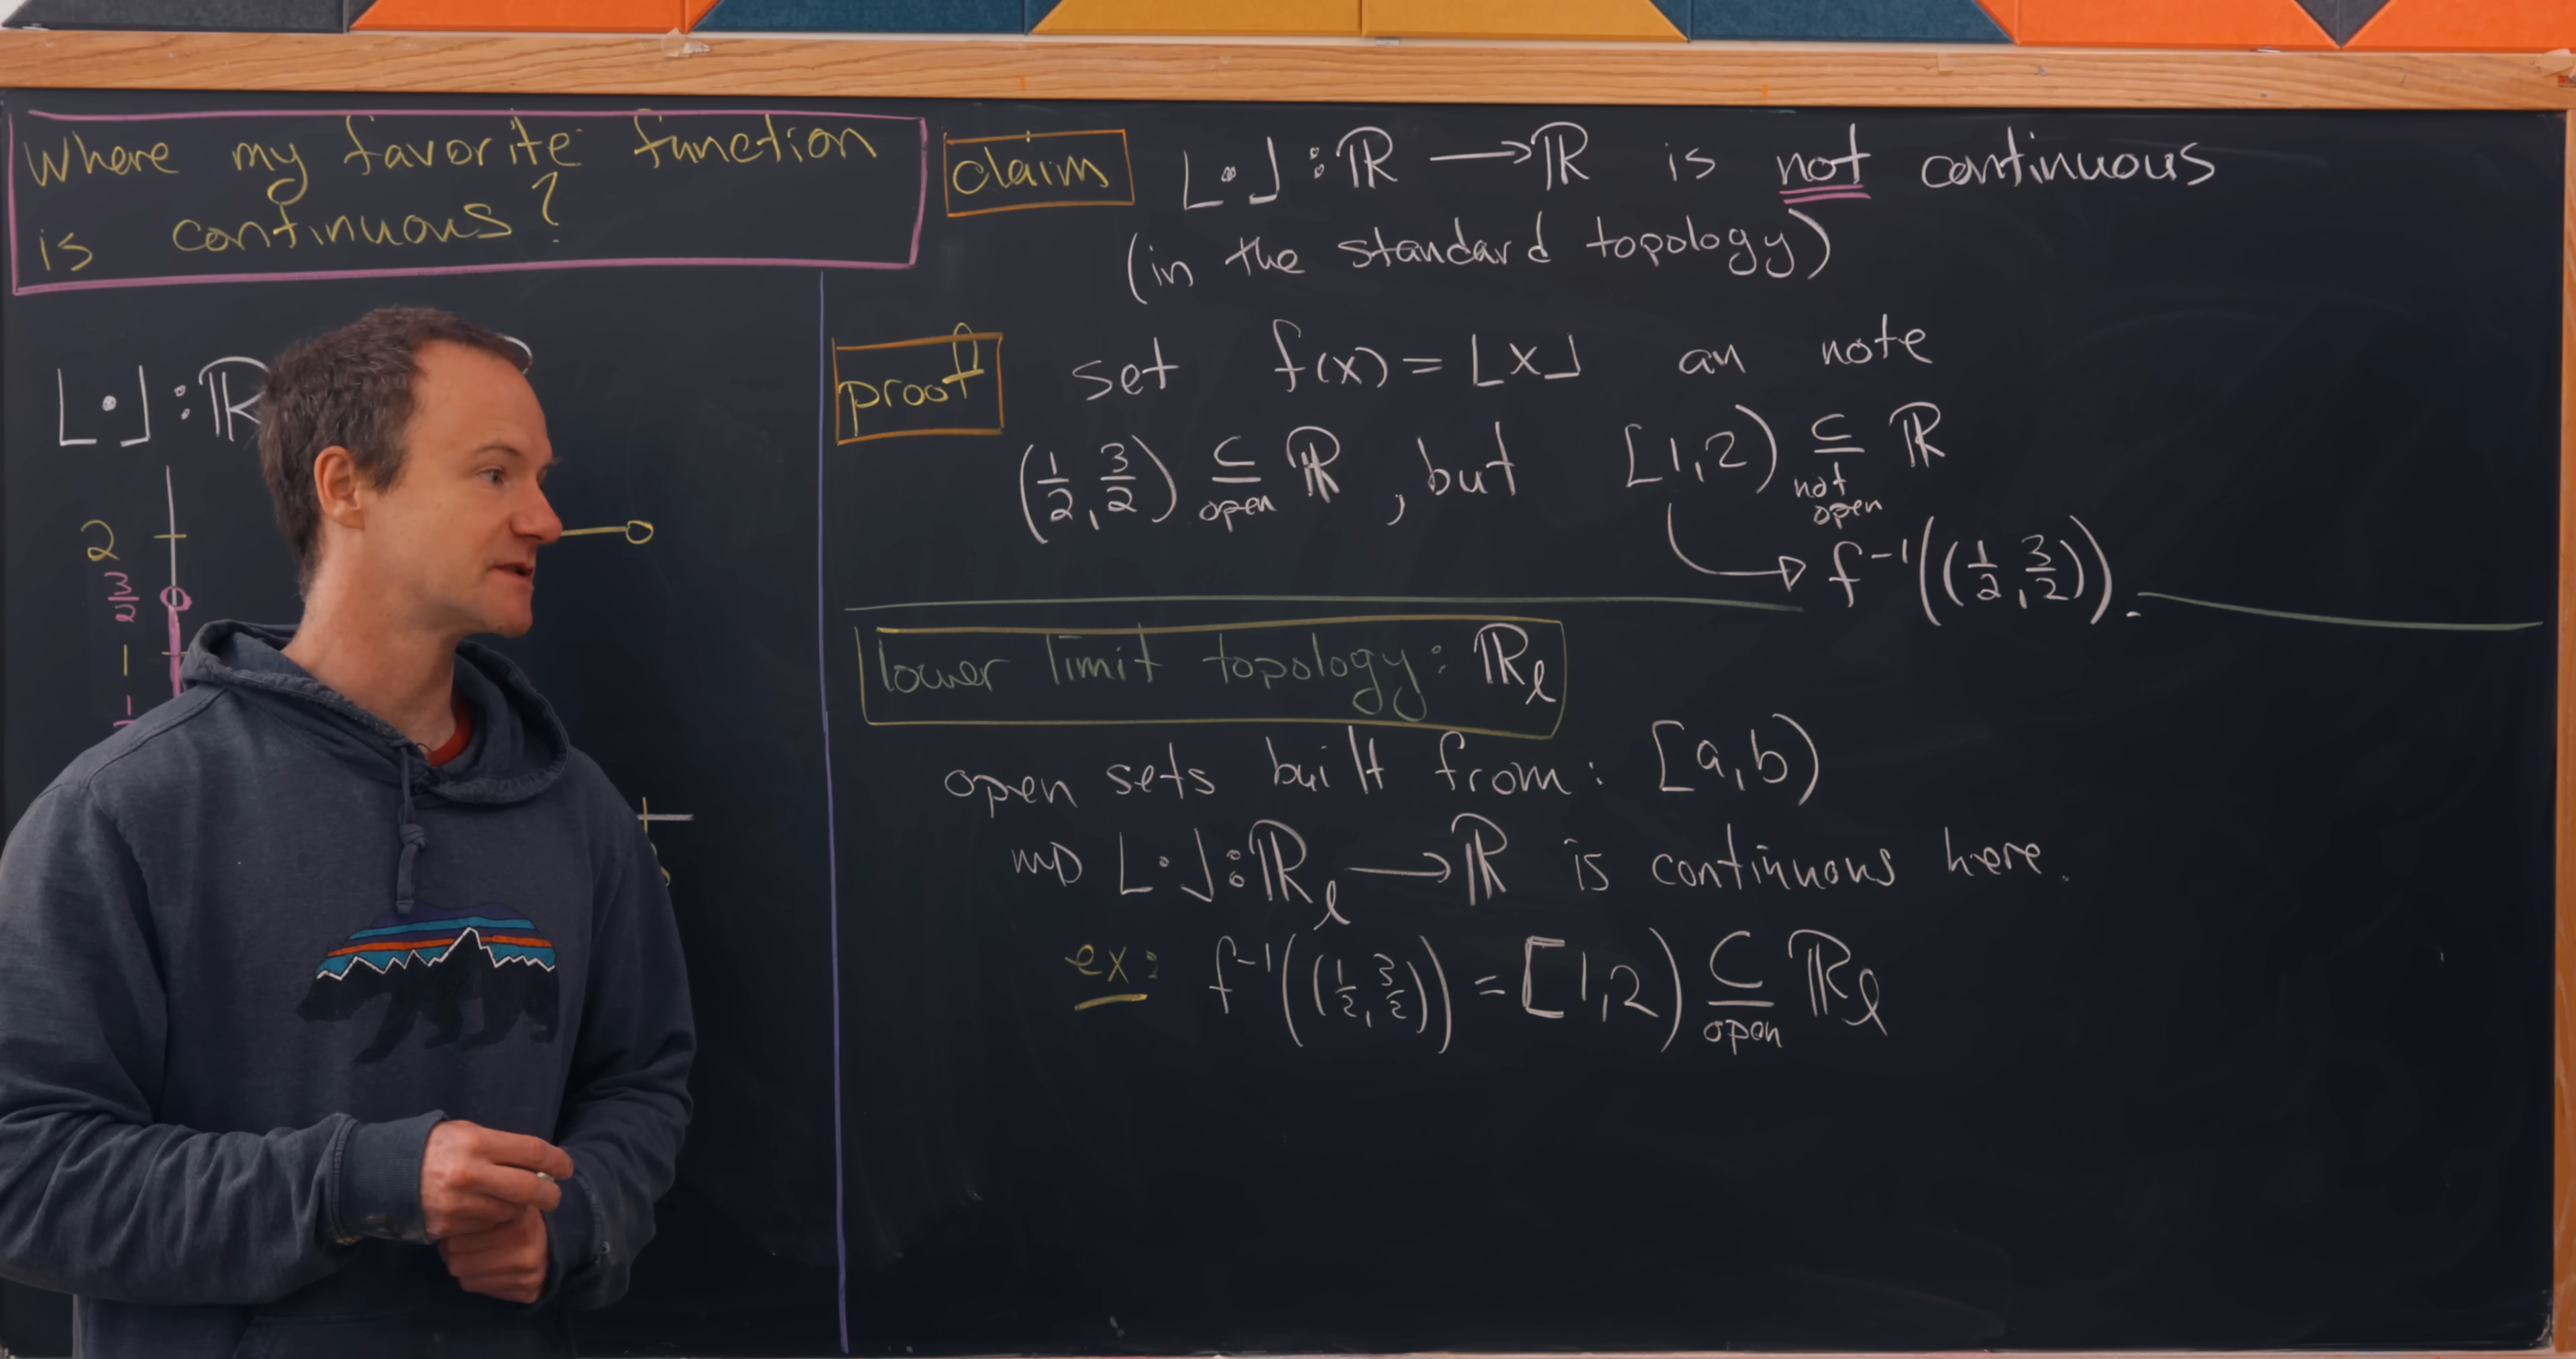 Where my favorite function
is continuous?
⌊•⌋:ℝ
2
3/2
1
claim ⌊•⌋:ℝ ⟶ ℝ is not continuous
(in the standard topology)
proof set f(x) = ⌊x⌋ an note
(1/2, 3/2) ⊆ open ℝ, but [1,2) ⊆ not open ℝ
f⁻¹((1/2, 3/2)).
lower limit topology: ℝℓ
open sets built from: [a,b)
⇝ ⌊•⌋:ℝℓ ⟶ ℝ is continuous here.
ex: f⁻¹((1/2, 3/2)) = [1,2) ⊆ open ℝℓ